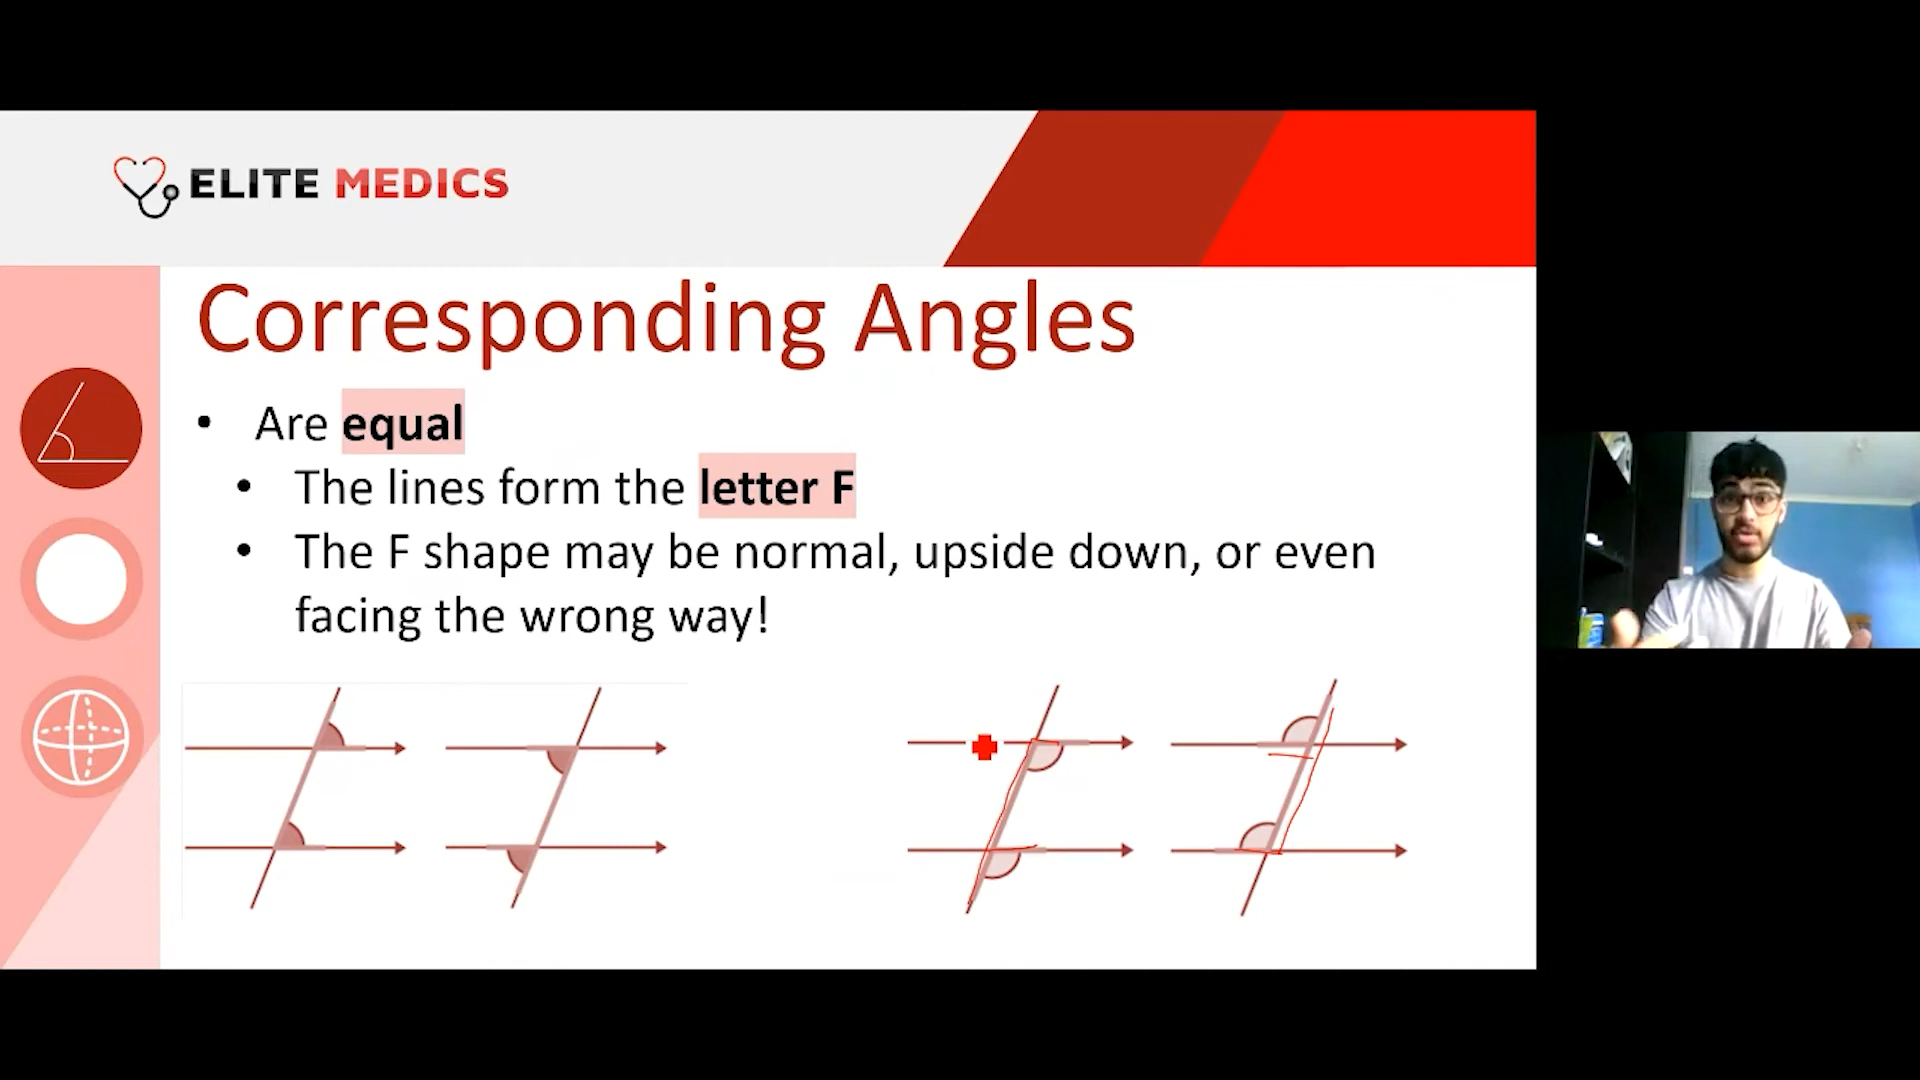 ELITE MEDICS
Corresponding Angles
• Are equal
• The lines form the letter F
• The F shape may be normal, upside down, or even
facing the wrong way!